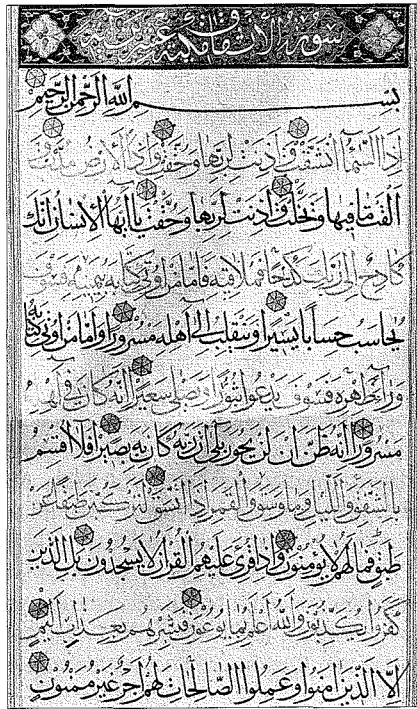 سورة الانشقاق مكية
بسم الله الرحمن الرحيم
اذا السماء انشقت واذنت لربها وحقت واذا الارض مدت و
القت ما فيها وتخلت واذنت لربها وحقت يا ايها الانسان انك
كادح الى ربك كدحا فملاقيه فاما من اوتي كتابه بيمينه فسوف
يحاسب حسابا يسيرا وينقلب الى اهله مسرورا واما من اوتي كتابه
وراء ظهره فسوف يدعوا ثبورا ويصلى سعيرا انه كان في اهله
مسرورا انه ظن ان لن يحور بلى ان ربه كان به بصيرا فلا اقسم
بالشفق والليل وما وسق والقمر اذا اتسق لتركبن طبقا عن
طبق فما لهم لا يؤمنون واذا قرئ عليهم القران لا يسجدون بل الذين
كفروا يكذبون والله اعلم بما يوعون فبشرهم بعذاب اليم
الا الذين امنوا وعملوا الصالحات لهم اجر غير ممنون